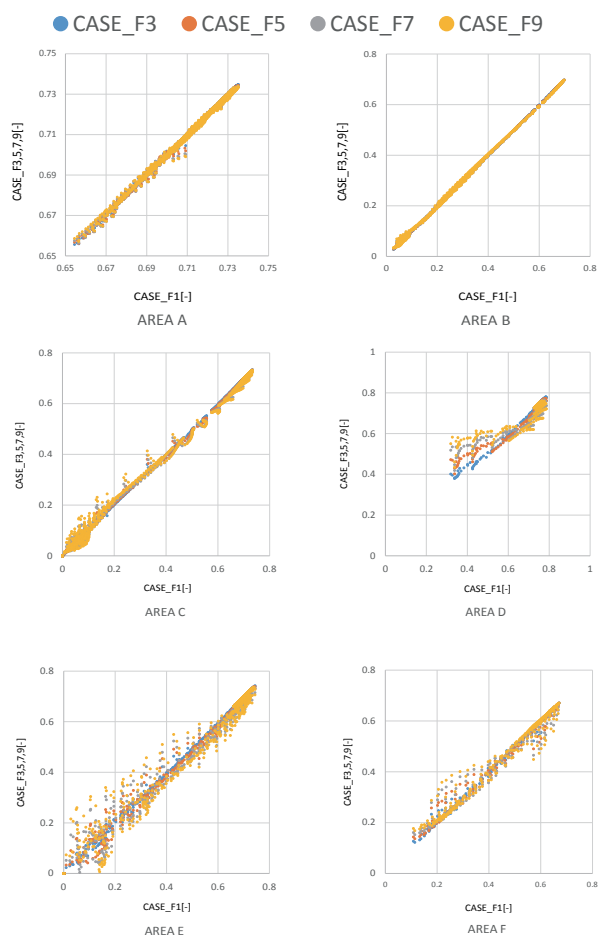 CASE_F3 CASE_F5 CASE_F7 CASE_F9
CASE_F3,5,7,9[-]
0.75
0.73
0.71
0.69
0.67
0.65
0.65 0.67 0.69 0.71 0.73 0.75
CASE_F1[-]
AREA A
CASE_F3,5,7,9[-]
0.8
0.6
0.4
0.2
0
0 0.2 0.4 0.6 0.8
CASE_F1[-]
AREA B
CASE_F3,5,7,9[-]
0.8
0.6
0.4
0.2
0
0 0.2 0.4 0.6 0.8
CASE_F1[-]
AREA C
CASE_F3,5,7,9[-]
1
0.8
0.6
0.4
0.2
0
0 0.2 0.4 0.6 0.8 1
CASE_F1[-]
AREA D
CASE_F3,5,7,9[-]
0.8
0.6
0.4
0.2
0
0 0.2 0.4 0.6 0.8
CASE_F1[-]
AREA E
CASE_F3,5,7,9[-]
0.8
0.6
0.4
0.2
0
0 0.2 0.4 0.6 0.8
CASE_F1[-]
AREA F